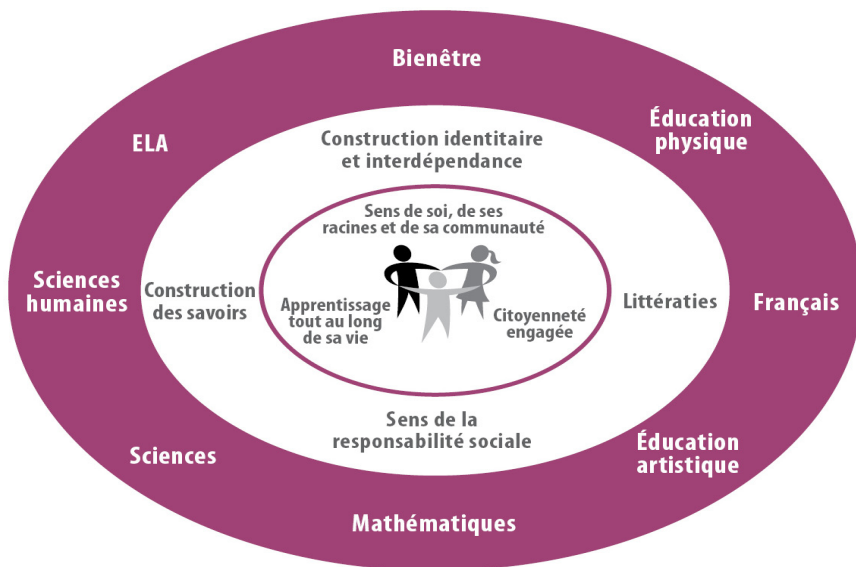 Bienêtre
ELA
Éducation
physique
Construction identitaire
et interdépendance
Sens de soi, de ses
racines et de sa communauté
Sciences
humaines
Construction
des savoirs
Apprentissage
tout au long
de sa vie
Citoyenneté
engagée
Littératies
Français
Sens de la
responsabilité sociale
Sciences
Éducation
artistique
Mathématiques